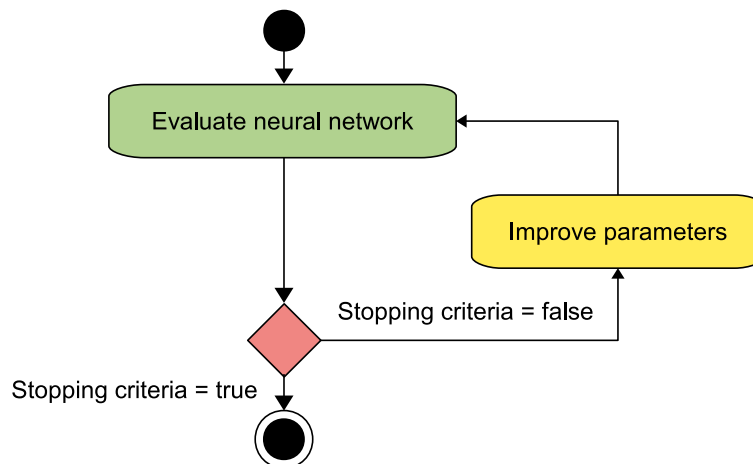 Evaluate neural network
Improve parameters
Stopping criteria = false
Stopping criteria = true